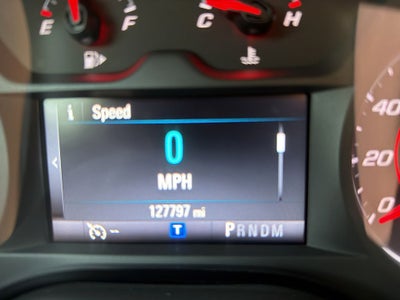 E F C H
i Speed
0
MPH
127797 mi
-- T PRNDM
40
20
0